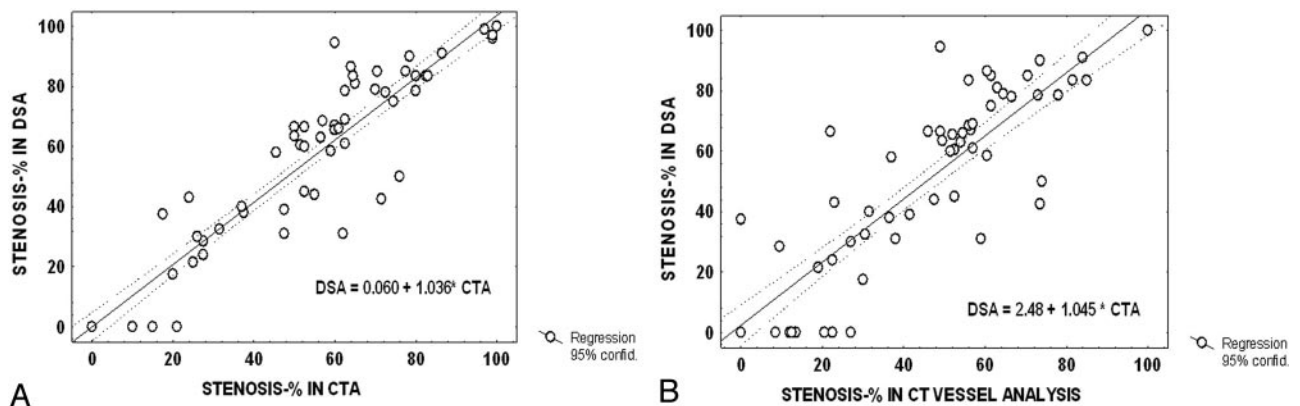 STENOSIS-% IN DSA
100
80
60
40
20
0
DSA = 0.060 + 1.036* CTA
0 20 40 60 80 100
STENOSIS-% IN CTA
Regression
95% confid.
A
STENOSIS-% IN DSA
100
80
60
40
20
0
DSA = 2.48 + 1.045 * CTA
0 20 40 60 80 100
STENOSIS-% IN CT VESSEL ANALYSIS
Regression
95% confid.
B